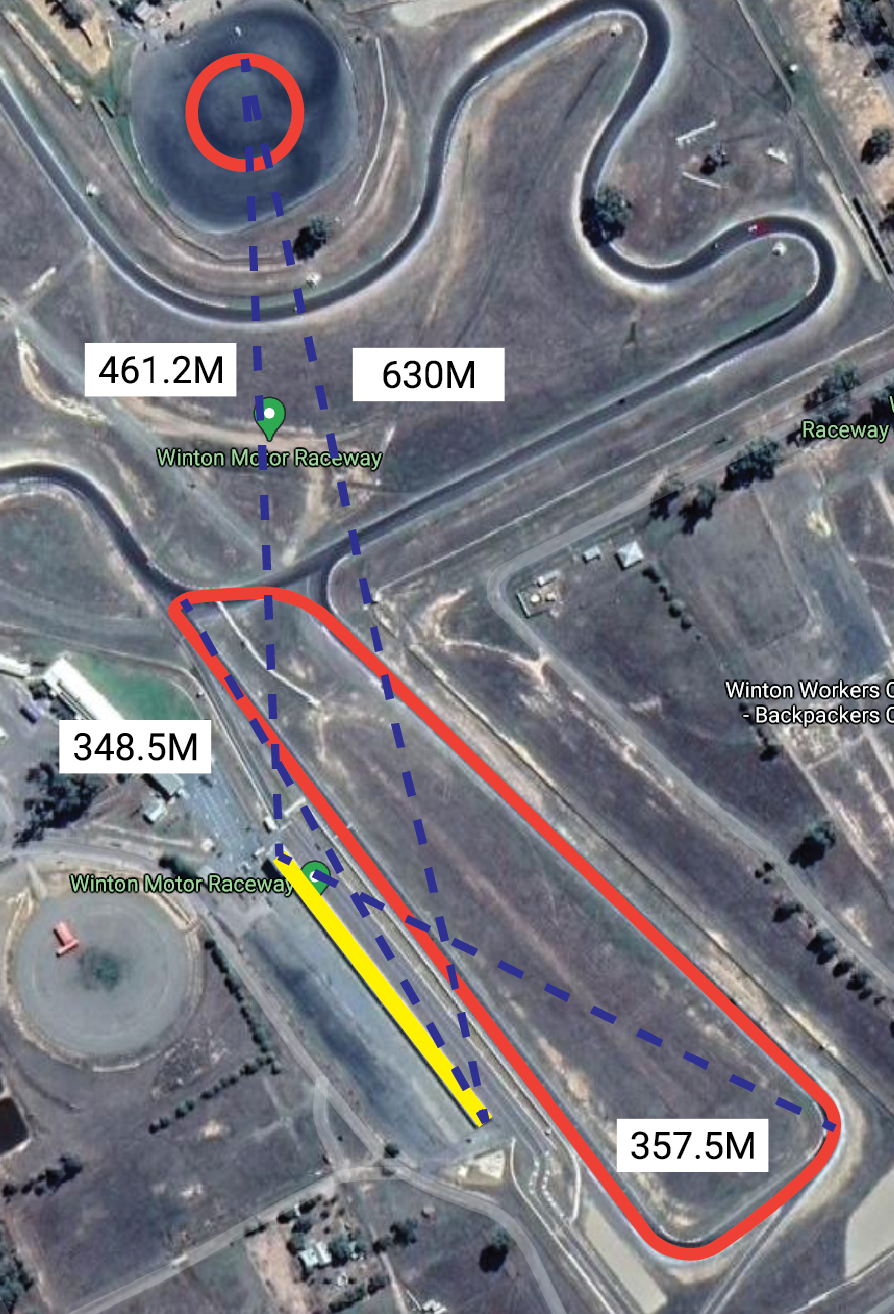 461.2M
630M
Winton Motor Raceway
Raceway
Winton Workers
- Backpackers
348.5M
Winton Motor Raceway
357.5M